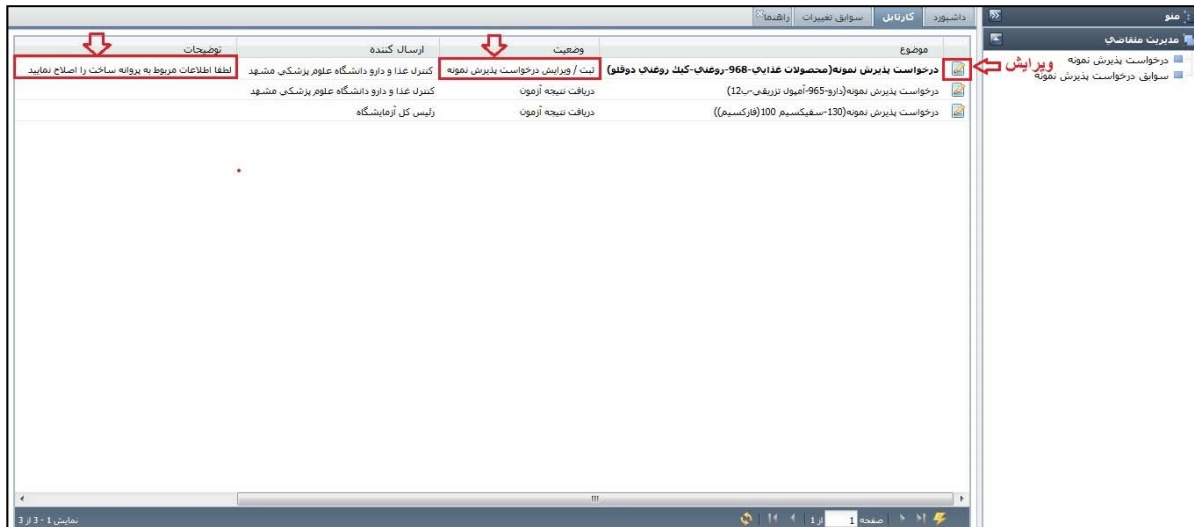 منو
مدیریت متقاضی
درخواست پذیرش نمونه
سوابق درخواست پذیرش نمونه
داشبورد کارتابل سوابق تغییرات راهنما
موضوع وضعیت ارسال کننده توضیحات
ویرایش
درخواست پذیرش نمونه(محصولات غذایی-968-روغنی-کیک روغنی دوقلو) ثبت / ویرایش درخواست پذیرش نمونه کنترل غذا و دارو دانشگاه علوم پزشکی مشهد لطفا اطلاعات مربوط به پروانه ساخت را اصلاح نمایید
درخواست پذیرش نمونه(دارو-965-آمپول تزریقی-ب12) دریافت نتیجه آزمون کنترل غذا و دارو دانشگاه علوم پزشکی مشهد
درخواست پذیرش نمونه(130-سفیکسیم 100(فارکسیم)) دریافت نتیجه آزمون رئیس کل آزمایشگاه
صفحه 1 از 1
نمایش 1 - 3 از 3